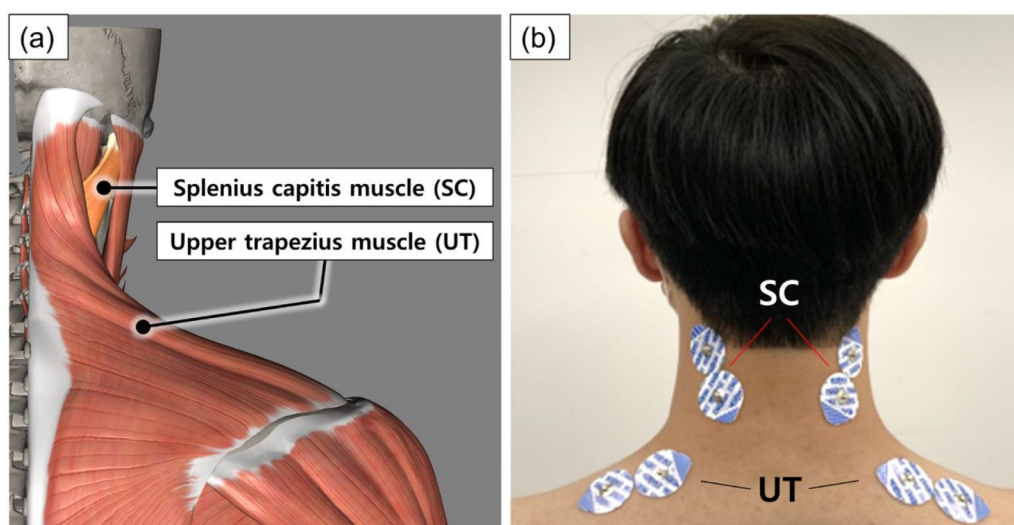 (a)
Splenius capitis muscle (SC)
Upper trapezius muscle (UT)
(b)
SC
UT